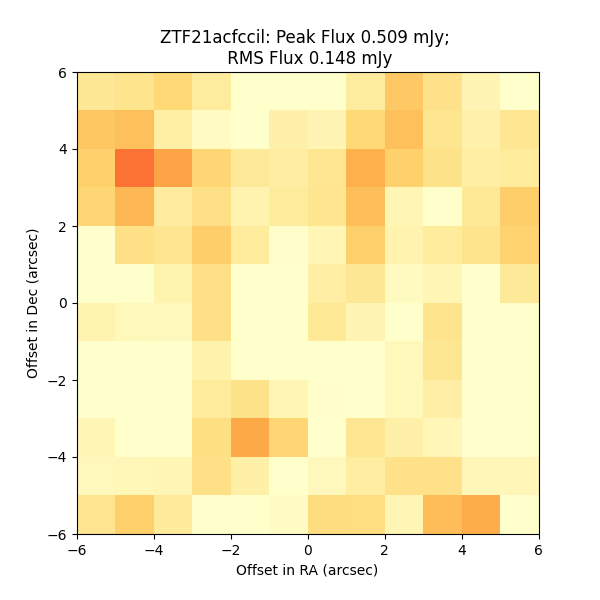 ZTF21acfccil: Peak Flux 0.509 mJy;
RMS Flux 0.148 mJy
6
4
2
0
−2
−4
−6
Offset in Dec (arcsec)
−6 −4 −2 0 2 4 6
Offset in RA (arcsec)